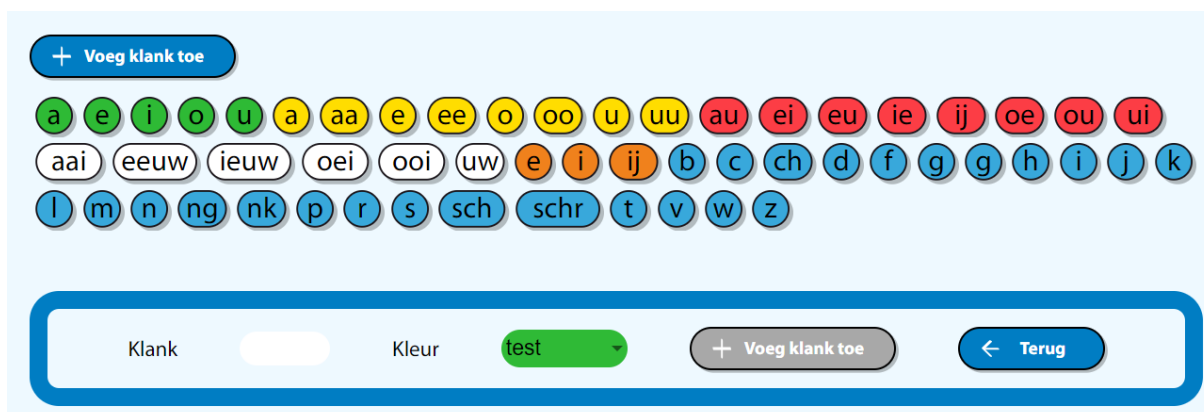 Voeg klank toe
a e i o u a aa e ee o oo u uu au ei eu ie ij oe ou ui
aai eeuw ieuw oei ooi uw e i ij b c ch d f g g h i j k
l m n ng nk p r s sch schr t v w z
Klank Kleur test Voeg klank toe Terug